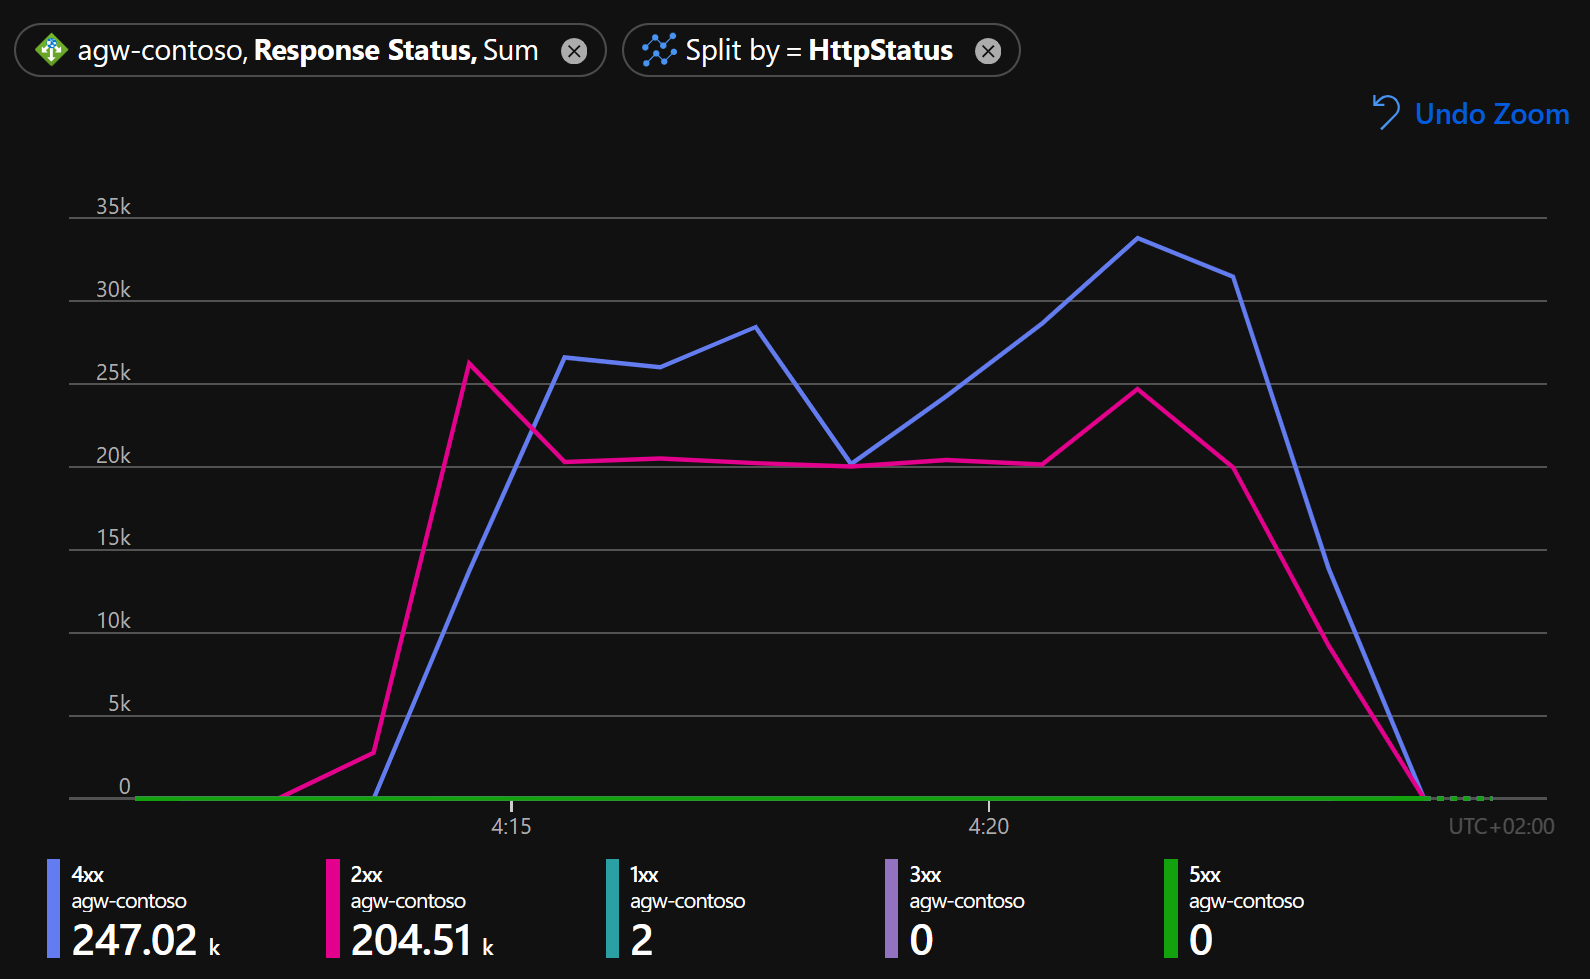 agw-contoso, Response Status, Sum
Split by = HttpStatus
Undo Zoom
35k
30k
25k
20k
15k
10k
5k
0
4:15
4:20
UTC+02:00
4xx
agw-contoso
247.02 k
2xx
agw-contoso
204.51 k
1xx
agw-contoso
2
3xx
agw-contoso
0
5xx
agw-contoso
0